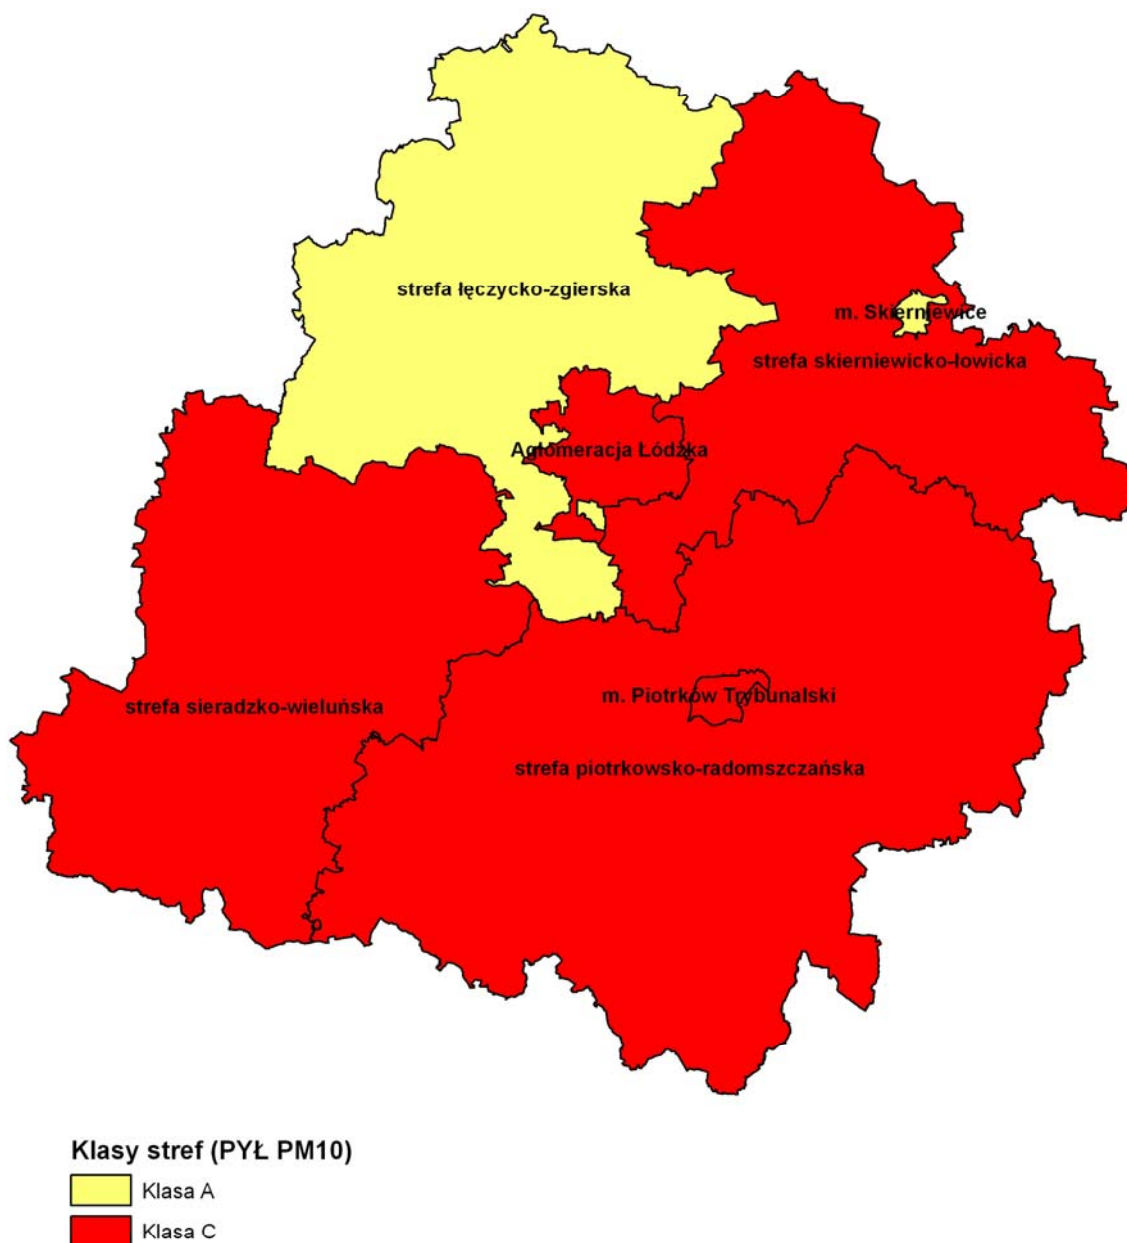 strefa łęczycko-zgierska
m. Skierniewice
strefa skierniewicko-łowicka
Aglomeracja Łódzka
m. Piotrków Trybunalski
strefa sieradzko-wieluńska
strefa piotrkowsko-radomszczańska
Klasy stref (PYŁ PM10)
Klasa A
Klasa C